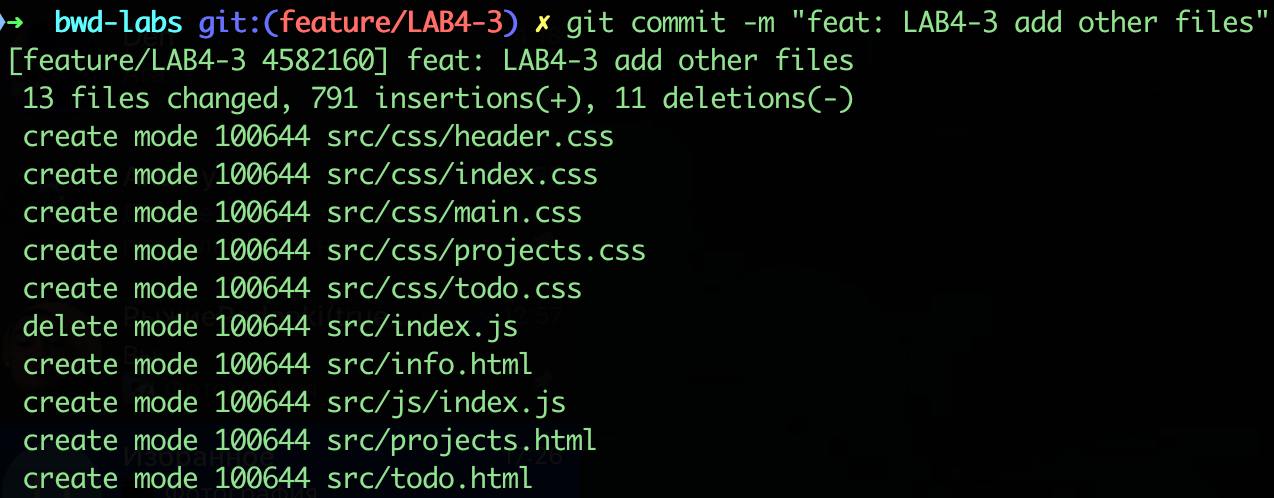 ➜ bwd-labs git:(feature/LAB4-3) ✗ git commit -m "feat: LAB4-3 add other files"
[feature/LAB4-3 4582160] feat: LAB4-3 add other files
13 files changed, 791 insertions(+), 11 deletions(-)
create mode 100644 src/css/header.css
create mode 100644 src/css/index.css
create mode 100644 src/css/main.css
create mode 100644 src/css/projects.css
create mode 100644 src/css/todo.css
delete mode 100644 src/index.js
create mode 100644 src/info.html
create mode 100644 src/js/index.js
create mode 100644 src/projects.html
Избранное
create mode 100644 src/todo.html